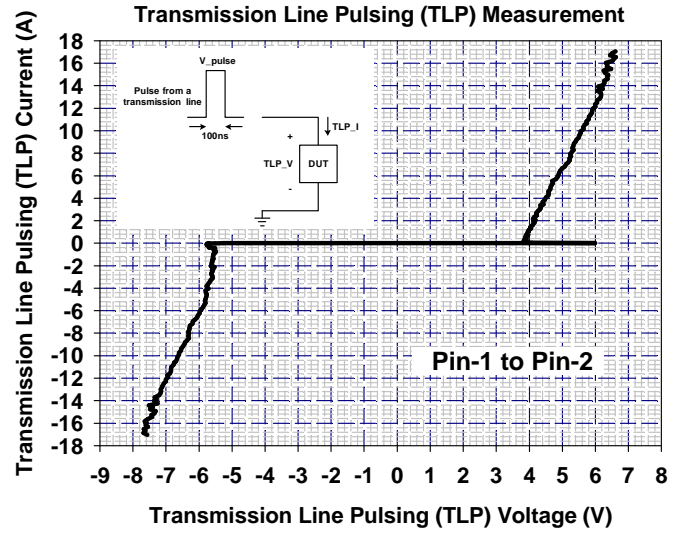 Transmission Line Pulsing (TLP) Measurement
Transmission Line Pulsing (TLP) Current (A)
18
16
14
12
10
8
6
4
2
0
-2
-4
-6
-8
-10
-12
-14
-16
-18
V_pulse
Pulse from a
transmission line
100ns
TLP_I
+
TLP_V
DUT
-
Pin-1 to Pin-2
-9 -8 -7 -6 -5 -4 -3 -2 -1 0 1 2 3 4 5 6 7 8
Transmission Line Pulsing (TLP) Voltage (V)